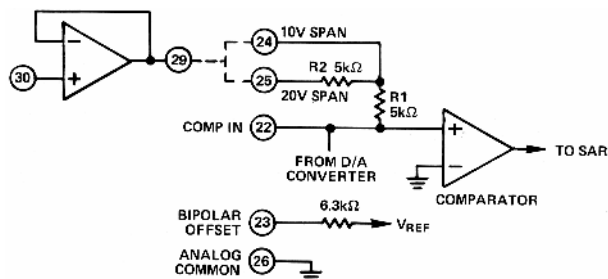 24 10V SPAN
29
R2 5kΩ
30
25 20V SPAN
R1
5kΩ
COMP IN 22
TO SAR
FROM D/A
CONVERTER
COMPARATOR
6.3kΩ
BIPOLAR
OFFSET 23 VREF
ANALOG
COMMON 26